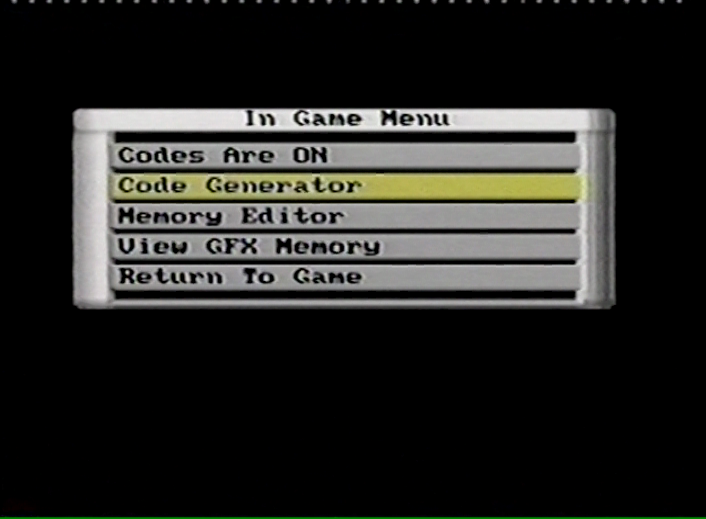 In Game Menu
Codes Are ON
Code Generator
Memory Editor
View GFX Memory
Return To Game